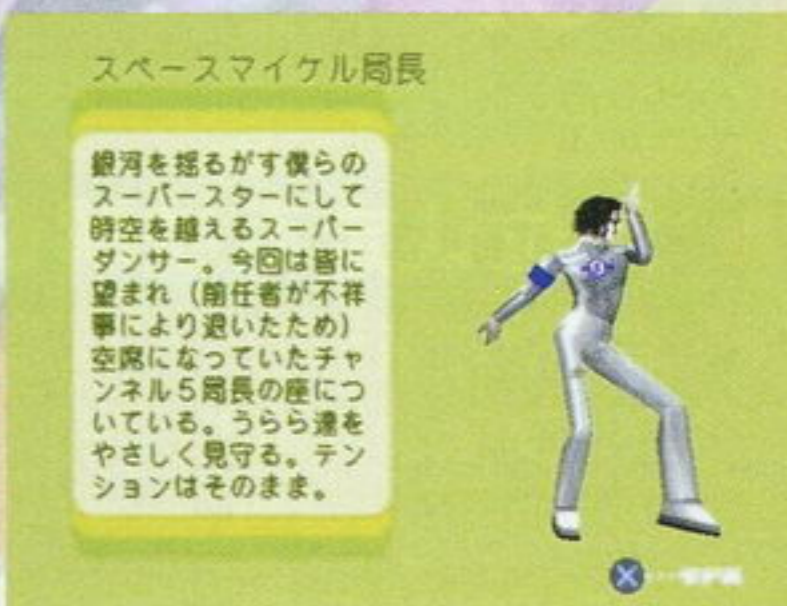 スペースマイケル局長
銀河を揺るがす僕らの
スーパースターにして
時空を越えるスーパー
ダンサー。今回は皆に
望まれ（前任者が不祥
事により退いたため）
空席になっていたチャ
ンネル５局長の座につ
いている。うらら達を
やさしく見守る。テン
ションはそのまま。